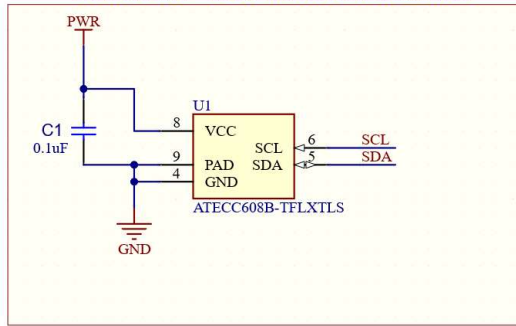 PWR
U1
C1
0.1uF
8
VCC
SCL
6
SCL
9
PAD
SDA
5
SDA
4
GND
ATECC608B-TFLXTLS
GND